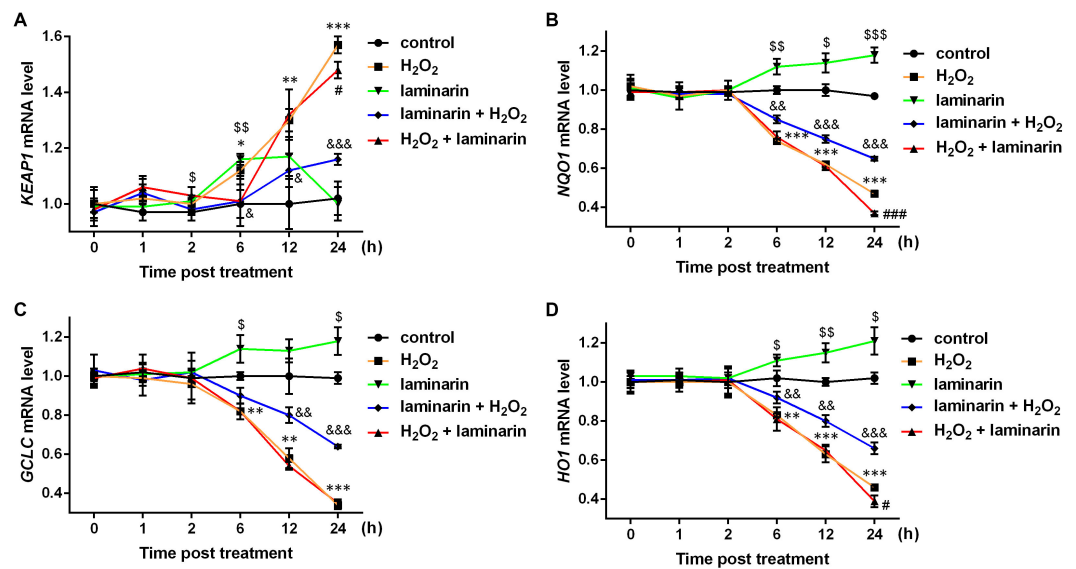 A
KEAP1 mRNA level
1.6
1.4
1.2
1.0
0 1 2 6 12 24 (h)
Time post treatment
$
$$
*
&
**
&
***
#
&&&
control
H₂O₂
laminarin
laminarin + H₂O₂
H₂O₂ + laminarin
B
NQO1 mRNA level
1.2
1.0
0.8
0.6
0.4
0 1 2 6 12 24 (h)
Time post treatment
$$
$
$$$
&&
***
&&&
***
&&&
***
###
control
H₂O₂
laminarin
laminarin + H₂O₂
H₂O₂ + laminarin
C
GCLC mRNA level
1.2
1.0
0.8
0.6
0.4
0 1 2 6 12 24 (h)
Time post treatment
$
$
**
&&
**
&&&
***
control
H₂O₂
laminarin
laminarin + H₂O₂
H₂O₂ + laminarin
D
HO1 mRNA level
1.2
1.0
0.8
0.6
0.4
0 1 2 6 12 24 (h)
Time post treatment
$
$$
$
&&
**
&&
***
&&&
***
#
control
H₂O₂
laminarin
laminarin + H₂O₂
H₂O₂ + laminarin